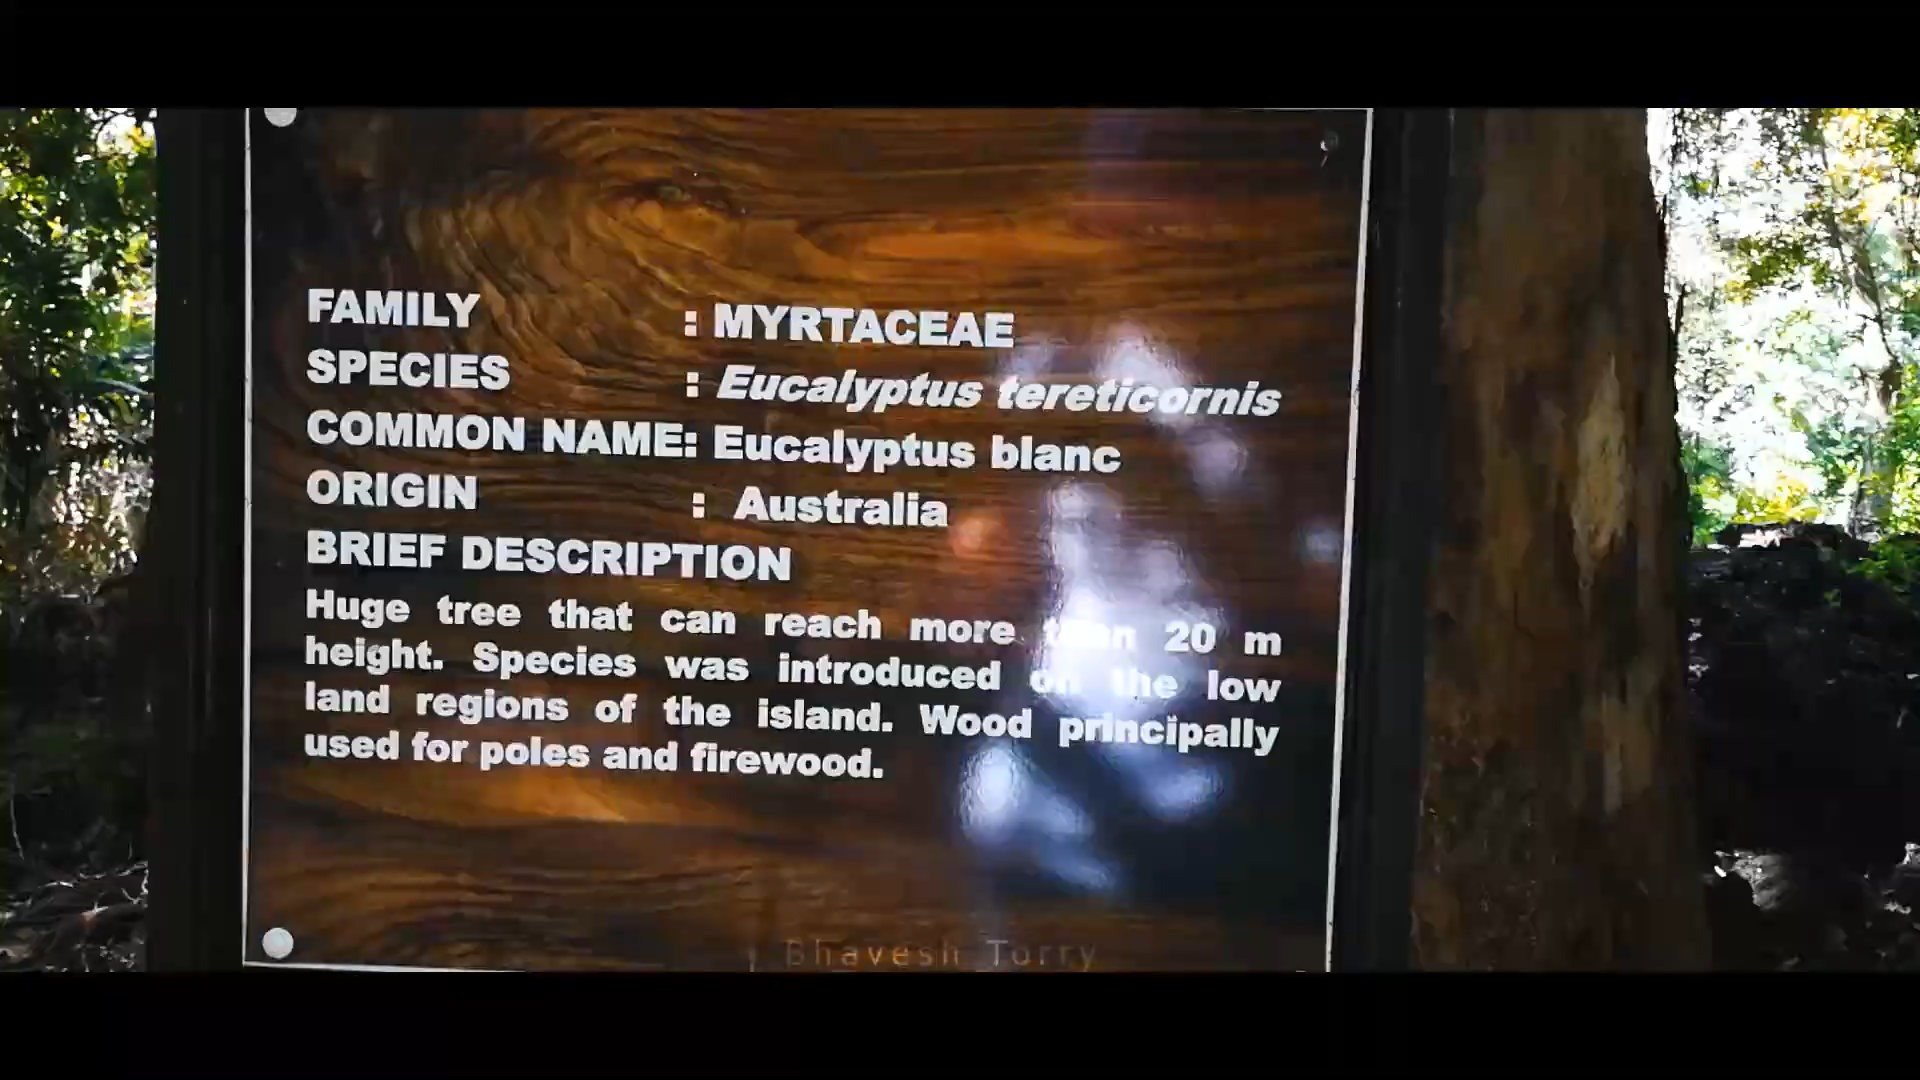 FAMILY : MYRTACEAE
SPECIES : Eucalyptus tereticornis
COMMON NAME: Eucalyptus blanc
ORIGIN : Australia
BRIEF DESCRIPTION
Huge tree that can reach more than 20 m
height. Species was introduced on the low
land regions of the island. Wood principally
used for poles and firewood.
Bhavesh Torry